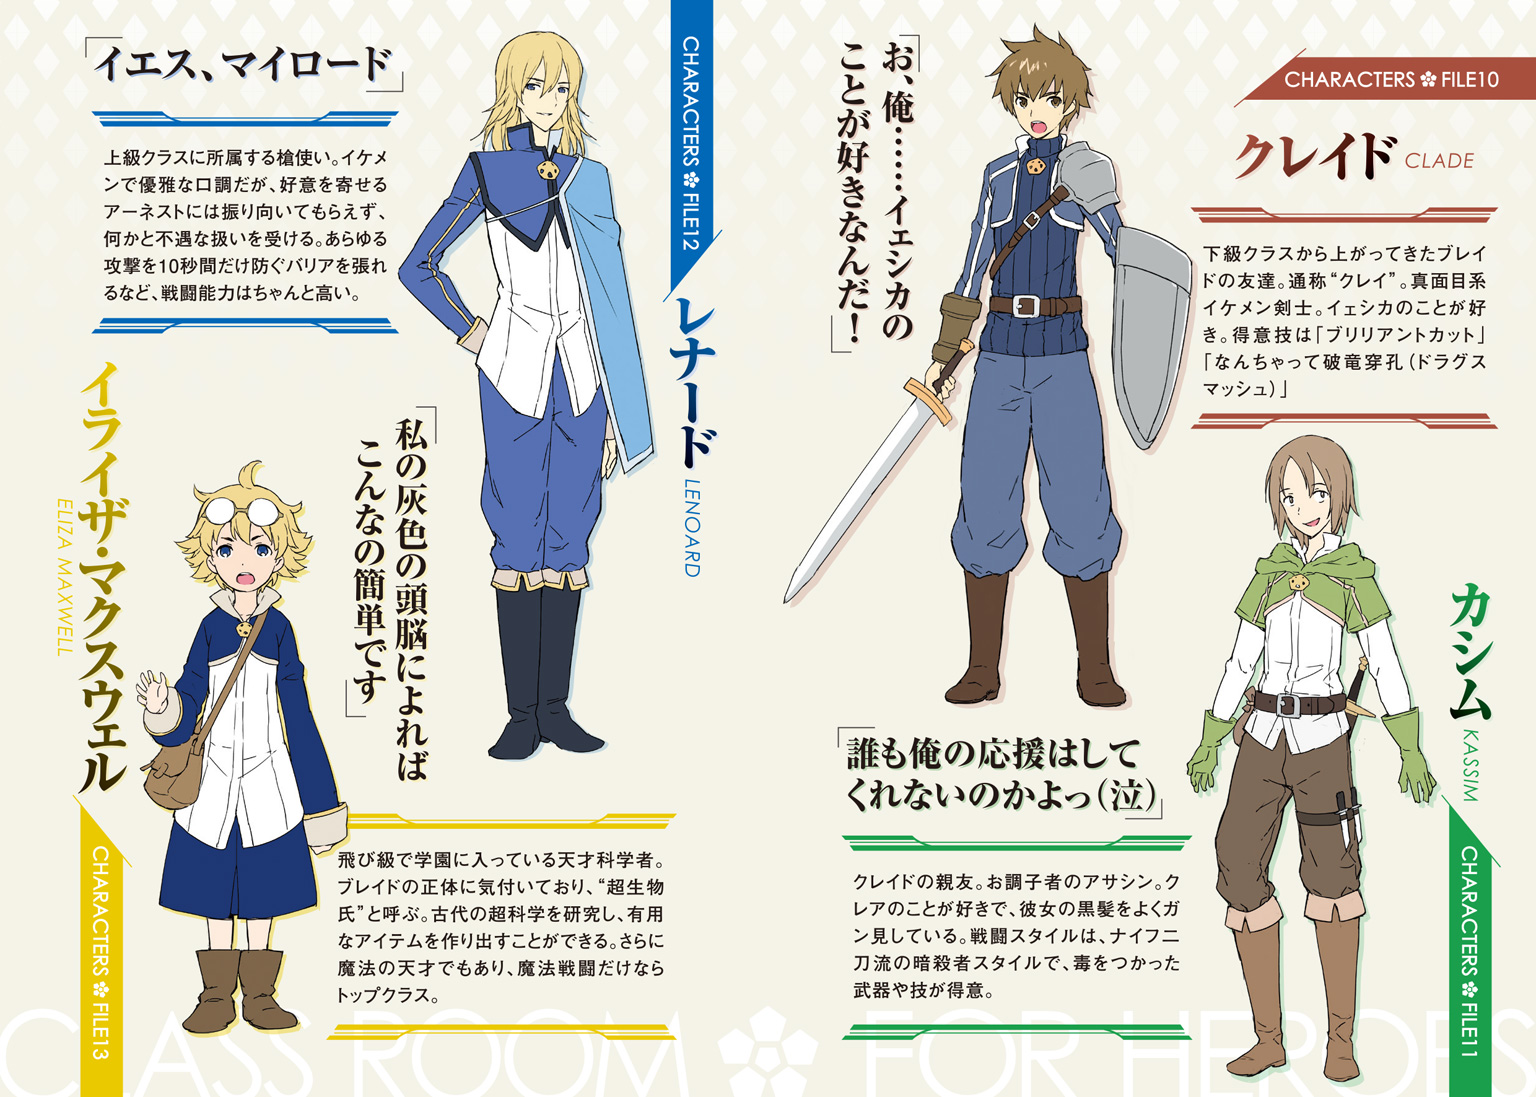 CHARACTERS FILE10
クレイド CLADE
お、俺……イェシカの
ことが好きなんだ！
下級クラスから上がってきたブレイ
ドの友達。通称“クレイ”。真面目系
イケメン剣士。イェシカのことが好
き。得意技は「ブリリアントカット」
「なんちゃって破竜穿孔（ドラグス
マッシュ）」
カシム KASSIM
CHARACTERS FILE11
「誰も俺の応援はして
くれないのかよっ（泣）」
クレイドの親友。お調子者のアサシン。ク
レアのことが好きで、彼女の黒髪をよくガ
ン見している。戦闘スタイルは、ナイフ二
刀流の暗殺者スタイルで、毒をつかった
武器や技が得意。
CHARACTERS FILE12
レナード LENOARD
「イエス、マイロード」
上級クラスに所属する槍使い。イケメ
ンで優雅な口調だが、好意を寄せる
アーネストには振り向いてもらえず、
何かと不遇な扱いを受ける。あらゆる
攻撃を10秒間だけ防ぐバリアを張れ
るなど、戦闘能力はちゃんと高い。
イライザ・マクスウェル
ELIZA MAXWELL
CHARACTERS FILE13
「私の灰色の頭脳によれば
こんなの簡単です」
飛び級で学園に入っている天才科学者。
ブレイドの正体に気付いており、“超生物
氏”と呼ぶ。古代の超科学を研究し、有用
なアイテムを作り出すことができる。さらに
魔法の天才でもあり、魔法戦闘だけなら
トップクラス。
CLASS ROOM FOR HEROES